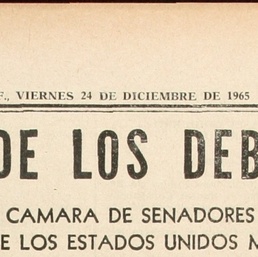 F., VIERNES 24 DE DICIEMBRE DE 1965
DE LOS DEB
CAMARA DE SENADORES
E LOS ESTADOS UNIDOS M